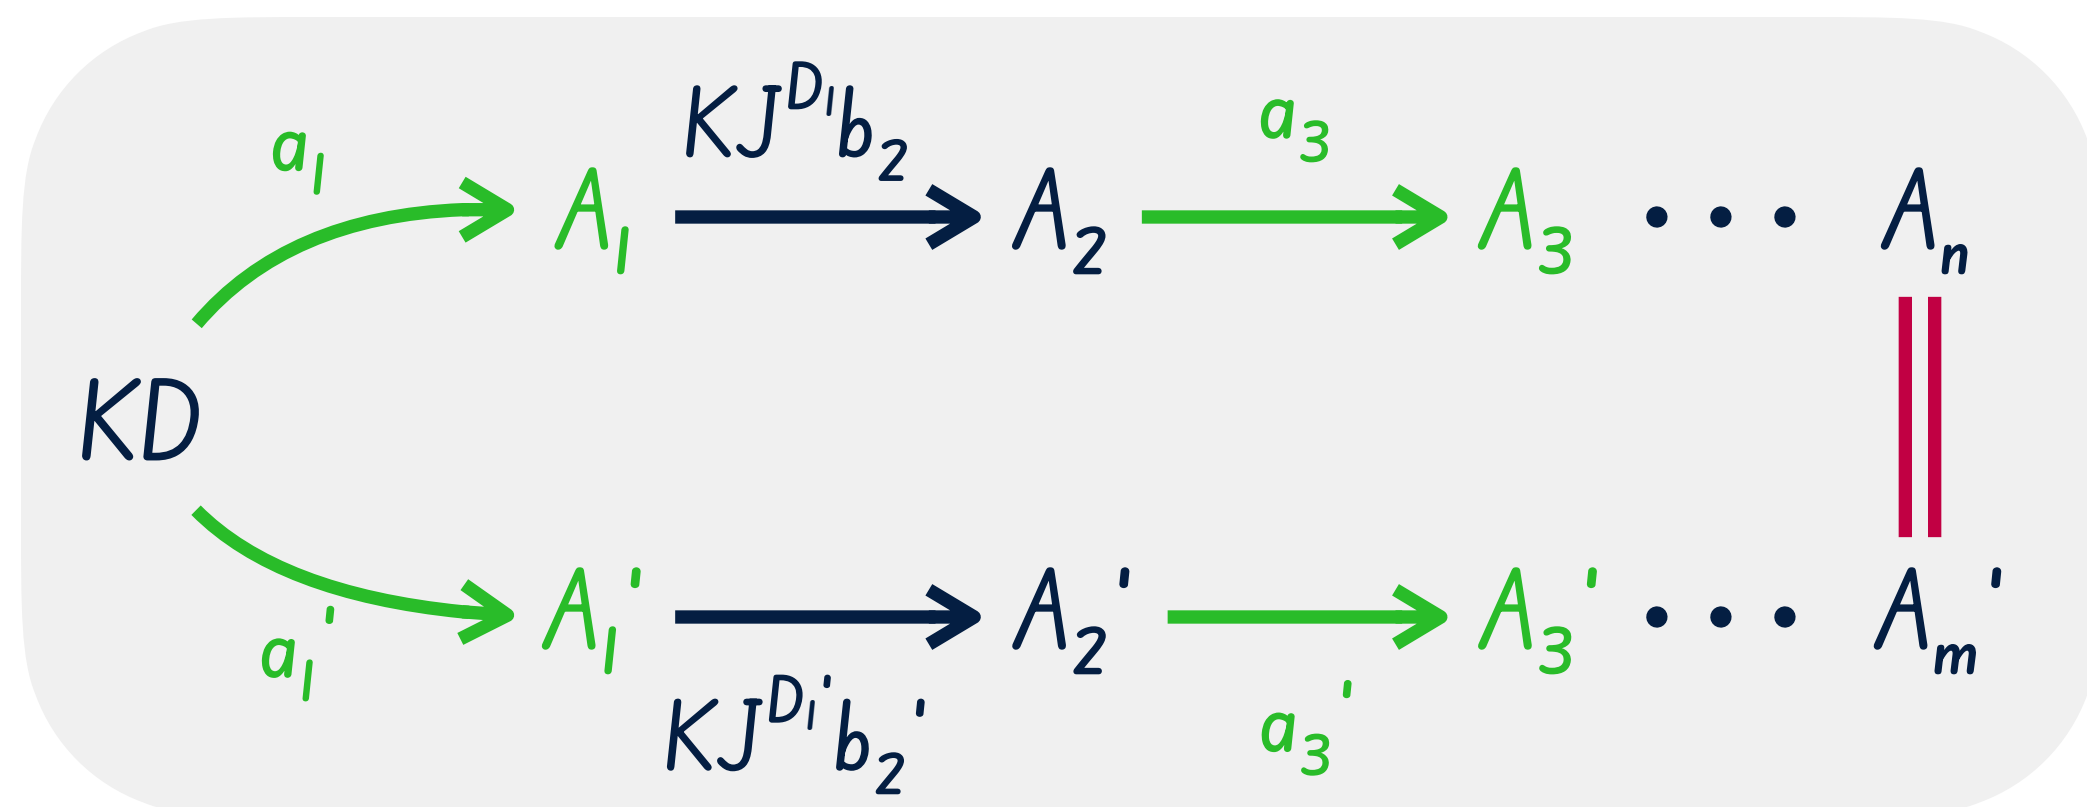 a₁ KJ^{D₁}b₂ a₃
A₁ A₂ A₃ • • • Aₙ
KD
A₁' A₂' A₃' • • • Aₘ'
a₁' KJ^{D₁'}b₂' a₃'